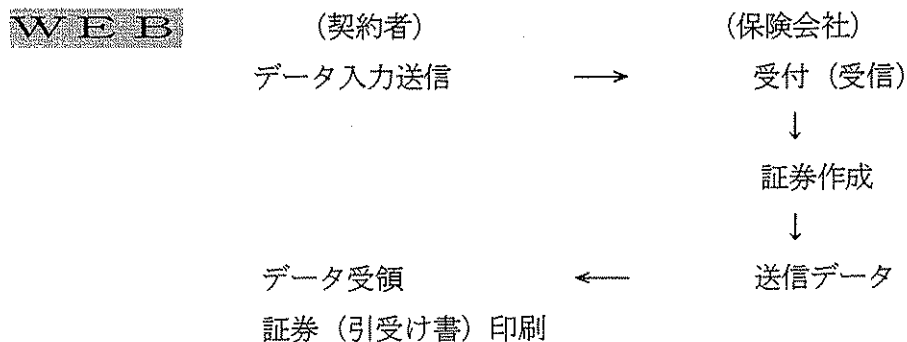 WEB (契約者) (保険会社)
データ入力送信 → 受付(受信)
↓
証券作成
↓
データ受領 ← 送信データ
証券(引受け書)印刷